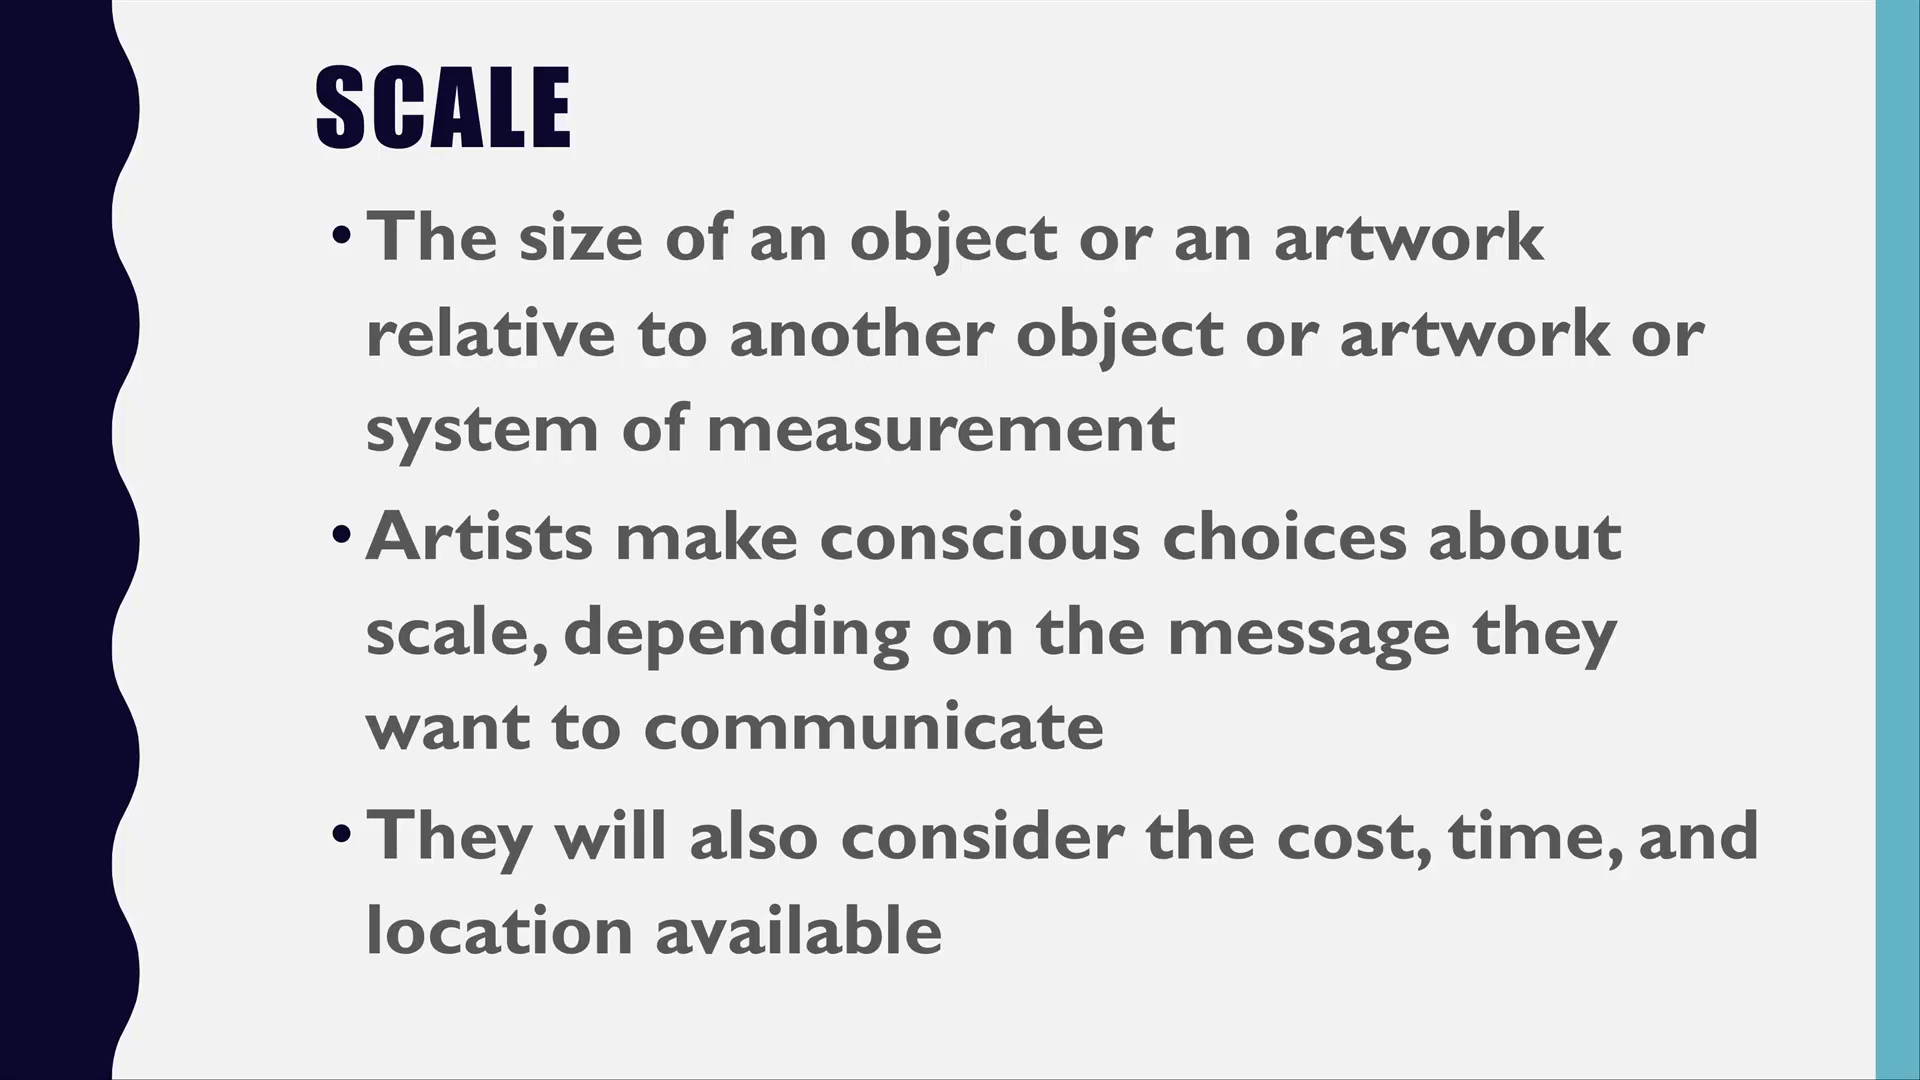 SCALE
• The size of an object or an artwork
relative to another object or artwork or
system of measurement
• Artists make conscious choices about
scale, depending on the message they
want to communicate
• They will also consider the cost, time, and
location available